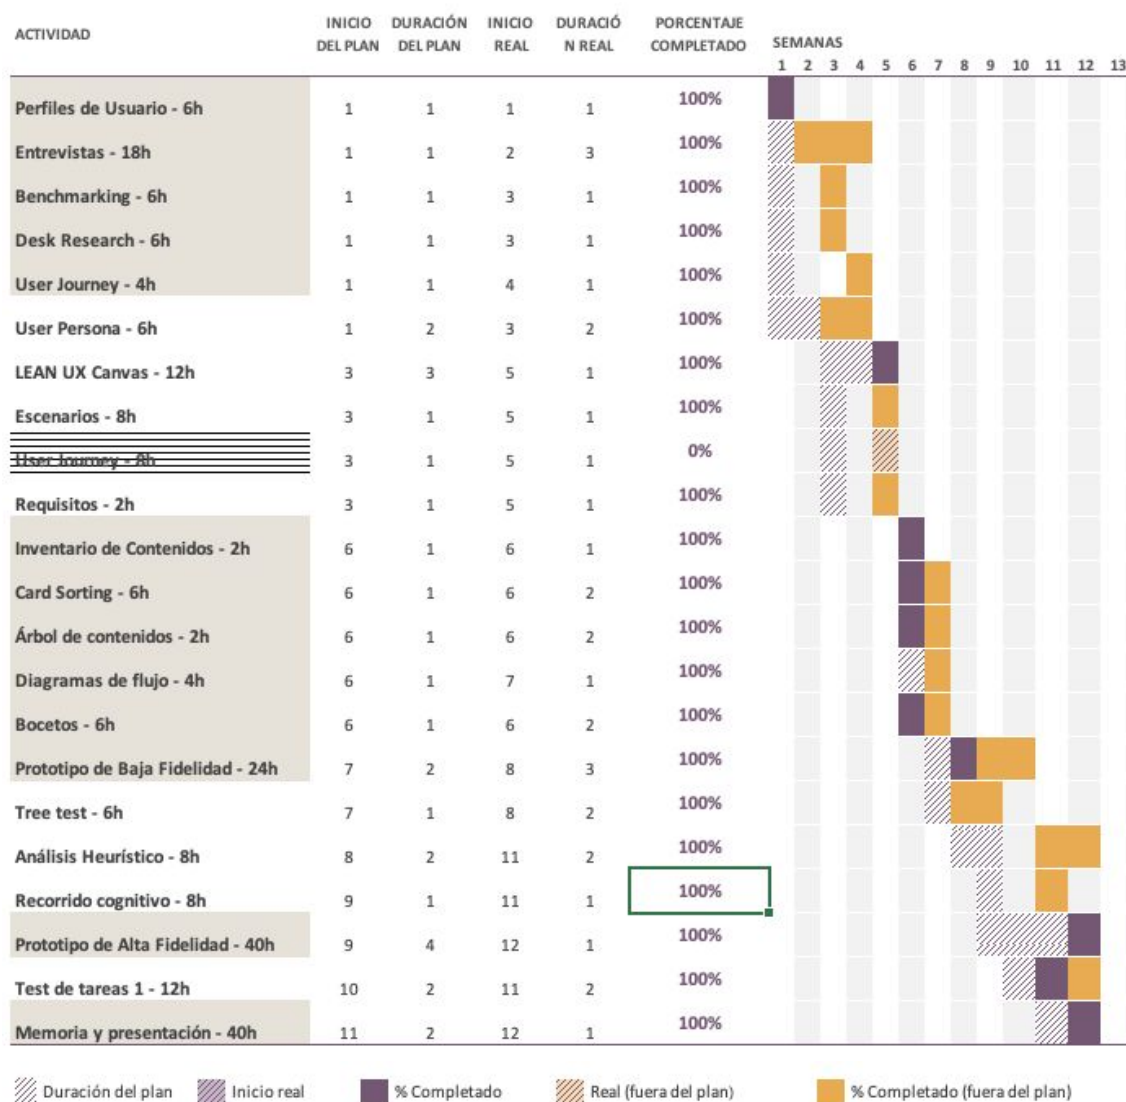 ACTIVIDAD INICIO DEL PLAN DURACIÓN DEL PLAN INICIO REAL DURACIÓ N REAL PORCENTAJE COMPLETADO SEMANAS
1 2 3 4 5 6 7 8 9 10 11 12 13
Perfiles de Usuario - 6h 1 1 1 1 100%
Entrevistas - 18h 1 1 2 3 100%
Benchmarking - 6h 1 1 3 1 100%
Desk Research - 6h 1 1 3 1 100%
User Journey - 4h 1 1 4 1 100%
User Persona - 6h 1 2 3 2 100%
LEAN UX Canvas - 12h 3 3 5 1 100%
Escenarios - 8h 3 1 5 1 100%
User Journey - 8h 3 1 5 1 0%
Requisitos - 2h 3 1 5 1 100%
Inventario de Contenidos - 2h 6 1 6 1 100%
Card Sorting - 6h 6 1 6 2 100%
Árbol de contenidos - 2h 6 1 6 2 100%
Diagramas de flujo - 4h 6 1 7 1 100%
Bocetos - 6h 6 1 6 2 100%
Prototipo de Baja Fidelidad - 24h 7 2 8 3 100%
Tree test - 6h 7 1 8 2 100%
Análisis Heurístico - 8h 8 2 11 2 100%
Recorrido cognitivo - 8h 9 1 11 1 100%
Prototipo de Alta Fidelidad - 40h 9 4 12 1 100%
Test de tareas 1 - 12h 10 2 11 2 100%
Memoria y presentación - 40h 11 2 12 1 100%
Duración del plan Inicio real % Completado Real (fuera del plan) % Completado (fuera del plan)